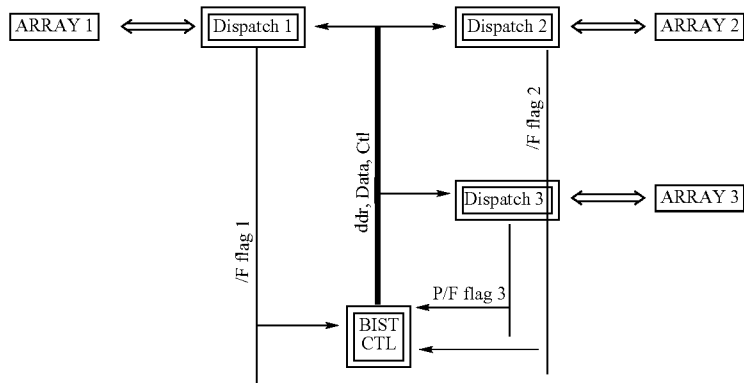 ARRAY 1
Dispatch 1
Dispatch 2
ARRAY 2
/F flag 2
ddr, Data, Ctl
Dispatch 3
ARRAY 3
/F flag 1
P/F flag 3
BIST
CTL